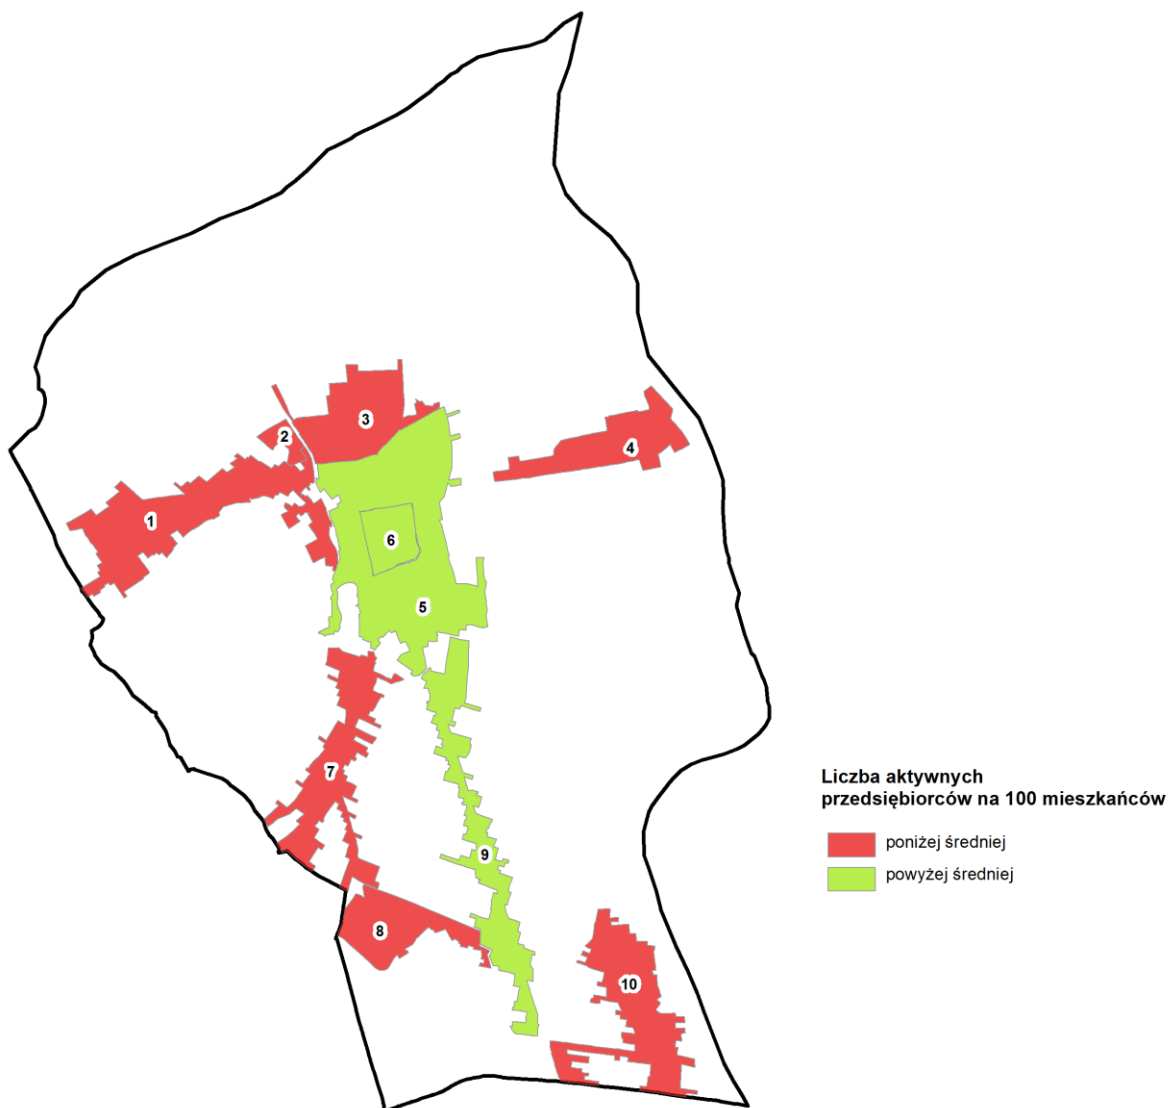 3
2
4
1
6
5
7
9
8
10
Liczba aktywnych
przedsiębiorców na 100 mieszkańców
poniżej średniej
powyżej średniej